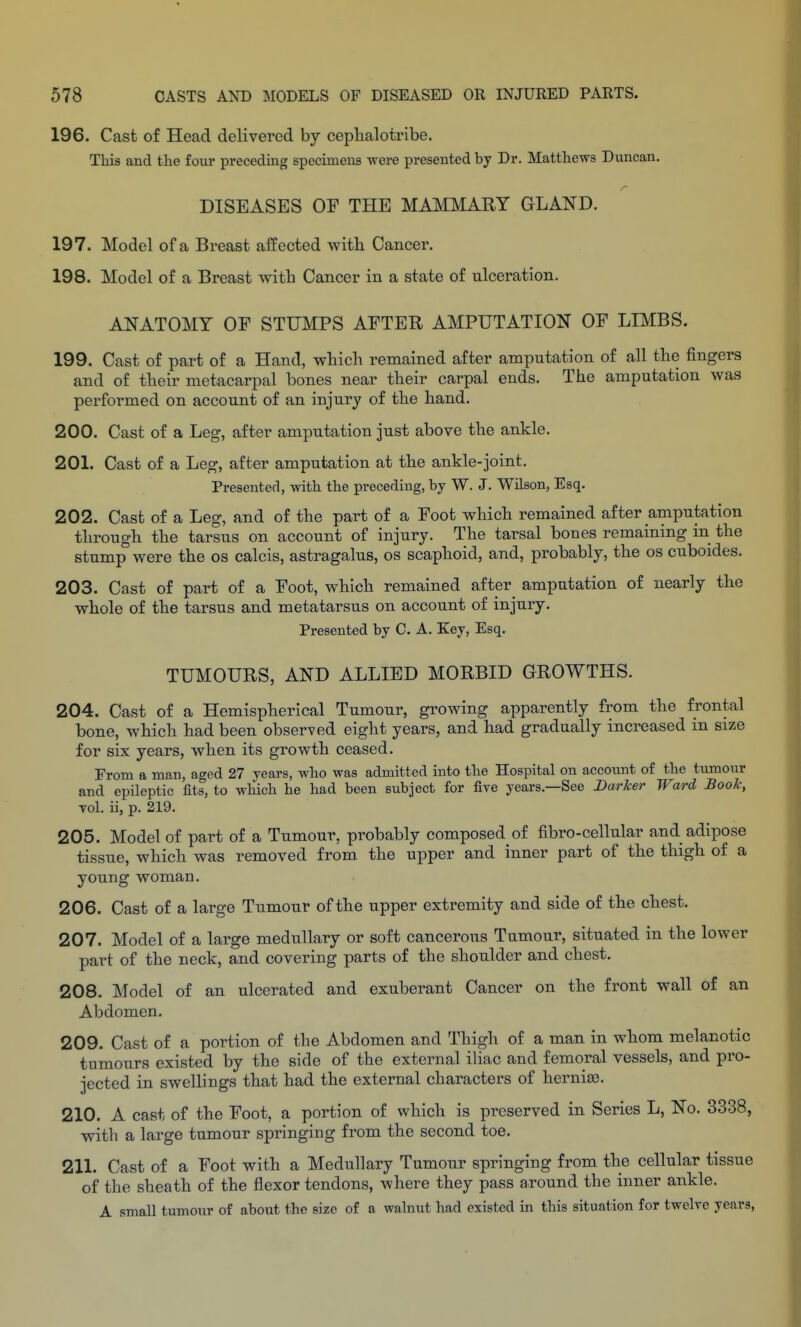 578 CASTS AND MODELS OF DISEASED OR INJURED PARTS.
196. Cast of Head delivered by cephalotribe.
This and the four preceding specimens were presented by Dr. Matthews Duncan.
DISEASES OF THE MAMMARY GLAND.
197. Model of a Breast affected with Cancer.
198. Model of a Breast with Cancer in a state of ulceration.
ANATOMY OF STUMPS AFTER AMPUTATION OF LIMBS.
199. Cast of part of a Hand, which remained after amputation of all the fingers
and of their metacarpal bones near their carpal ends. The amputation was
performed on account of an injury of the hand.
200. Cast of a Leg, after amputation just above the ankle.
201. Cast of a Leg, after amputation at the ankle-joint.
Presented, with the preceding, by W. J. Wilson, Esq.
202. Cast of a Leg, and of the part of a Foot which remained after amputation
through the tarsus on account of injury. The tarsal bones remaining in the
stump were the os calcis, astragalus, os scaphoid, and, probably, the os cuboides.
203. Cast of part of a Foot, which remained after amputation of nearly the
whole of the tarsus and metatarsus on account of injury.
Presented by C. A. Key, Esq.
TUMOURS, AND ALLIED MORBID GROWTHS.
204. Cast of a Hemispherical Tumour, growing apparently from the frontal
bone, which had been observed eight years, and had gradually increased in size
for six years, when its growth ceased.
From a man, aged 27 years, who was admitted into the Hospital on account of the tumour
and epileptic fits, to which he had been subject for five years.—See Darker Ward Book,
vol. ii, p. 219.
205. Model of part of a Tumour, probably composed of fibro-cellular and adipose
tissue, which was removed from the upper and inner part of the thigh of a
young woman.
206. Cast of a large Tumour of the upper extremity and side of the chest.
207. Model of a large medullary or soft cancerous Tumour, situated in the lower
part of the neck, and covering parts of the shoulder and chest.
208. Model of an ulcerated and exuberant Cancer on the front wall of an
Abdomen.
209. Cast of a portion of the Abdomen and Thigh of a man in whom melanotic
tumours existed by the side of the external iliac and femoral vessels, and pro-
jected in swellings that had the external characters of herniæ.
210. A cast of the Foot, a portion of which is preserved in Series L, No. 3338,
with a large tumour springing from the second toe.
211. Cast of a Foot with a Medullary Tumour springing from the cellular tissue
of the sheath of the flexor tendons, where they pass around the inner ankle.
A small tumour of about the size of a walnut had existed in this situation for twelve years,